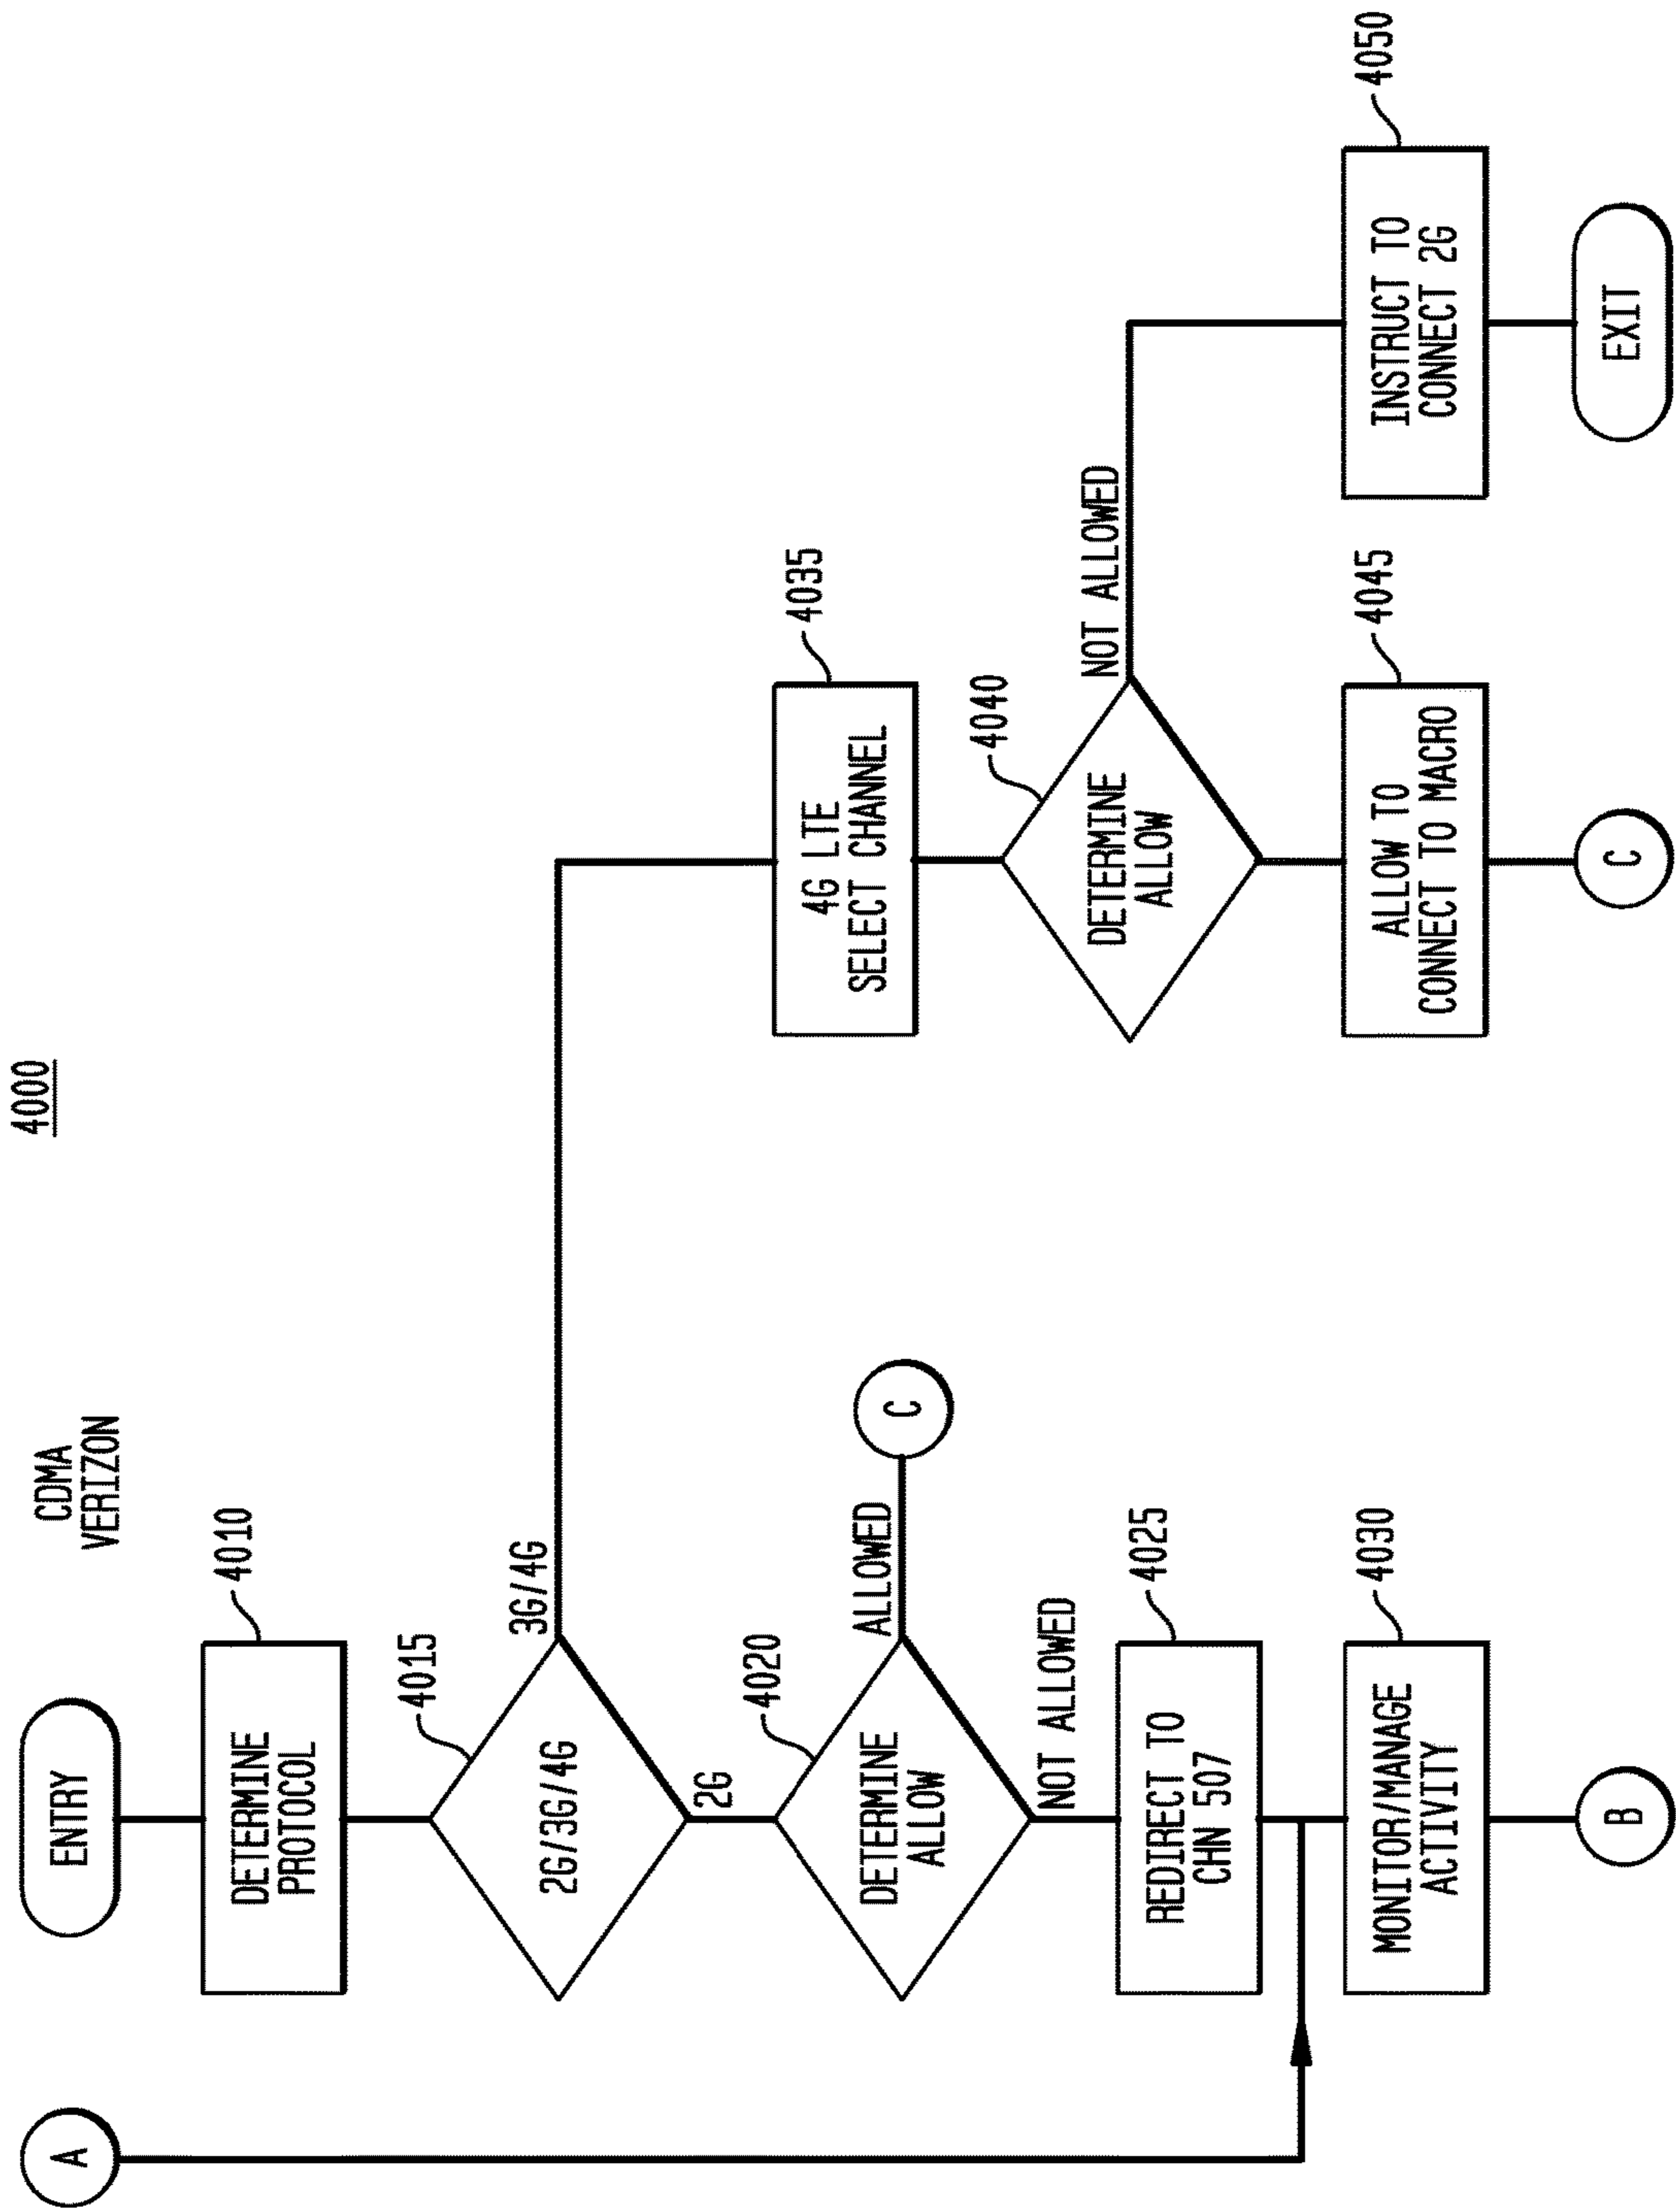 4000
CDMA
VERIZON
A
ENTRY
DETERMINE
PROTOCOL
4010
2G/3G/4G
4015
3G/4G
2G
DETERMINE
ALLOW
4020
ALLOWED
C
NOT ALLOWED
REDIRECT TO
CHN 507
4025
MONITOR/MANAGE
ACTIVITY
4030
B
4G LTE
SELECT CHANNEL
4035
DETERMINE
ALLOW
4040
NOT ALLOWED
ALLOW TO
CONNECT TO MACRO
4045
C
INSTRUCT TO
CONNECT 2G
4050
EXIT